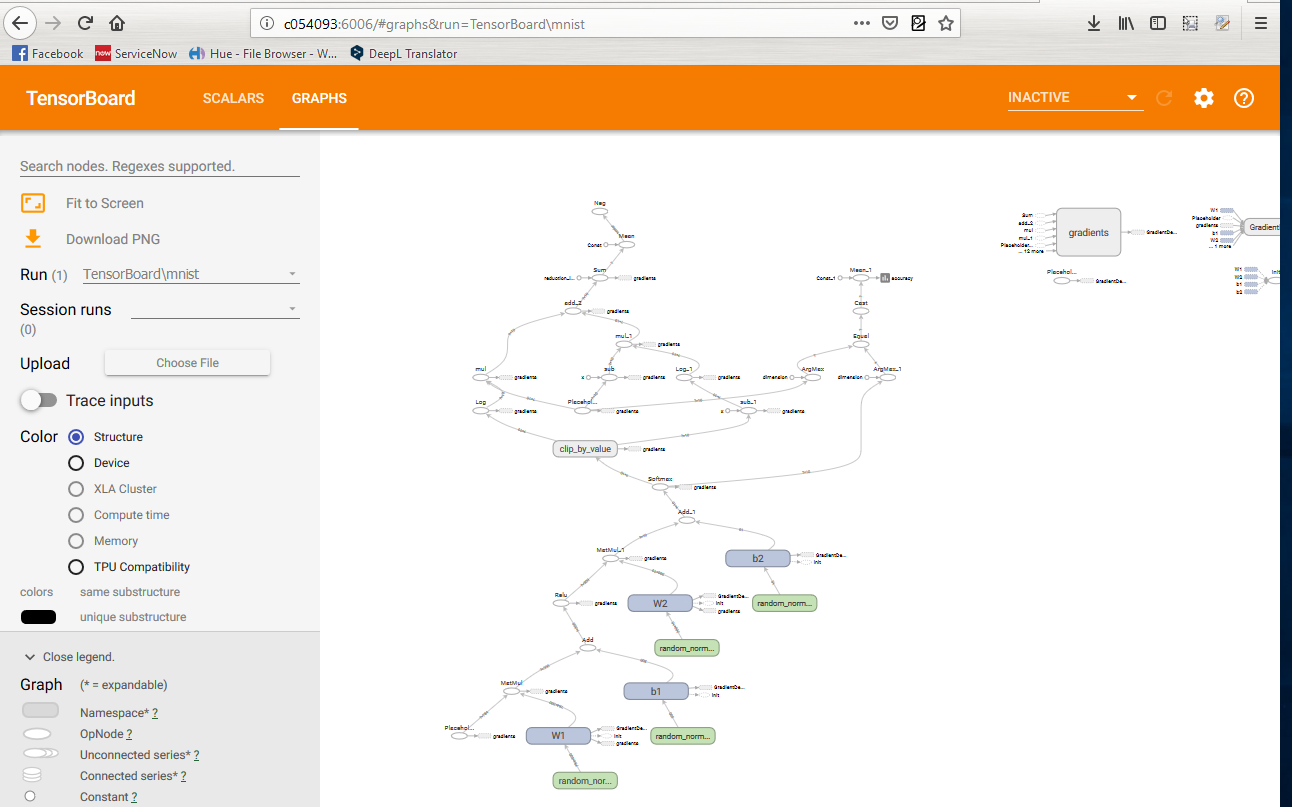 c054093:6006/#graphs&run=TensorBoard\mnist
Facebook
ServiceNow
Hue - File Browser - W...
DeepL Translator
TensorBoard
SCALARS
GRAPHS
INACTIVE
Search nodes. Regexes supported.
Fit to Screen
Download PNG
Run (1) TensorBoard\mnist
Session runs
(0)
Upload
Choose File
Trace inputs
Color
Structure
Device
XLA Cluster
Compute time
Memory
TPU Compatibility
colors same substructure
unique substructure
Close legend.
Graph (* = expandable)
Namespace* ?
OpNode ?
Unconnected series* ?
Connected series* ?
Constant ?
Neg
Mean
Const
Sum
gradients
add_2
gradients
mul_1
gradients
mul
gradients
x
sub
gradients
Log_1
gradients
Log
gradients
Placehol...
gradients
x
sub_1
gradients
clip_by_value
gradients
Softmax
gradients
Add_1
MatMul_1
gradients
b2
GradientDe...
init
Relu
gradients
W2
GradientDe...
init
gradients
random_norm...
Add
random_norm...
MatMul
gradients
b1
GradientDe...
init
Placehol...
gradients
W1
GradientDe...
init
gradients
random_norm...
random_nor...
Mean_1
Const_1
accuracy
Cast
Equal
dimension
ArgMax
dimension
ArgMax_1
Sum
add_2
mul
mul_1
Placeholder...
... 12 more
gradients
GradientDe...
Placehol...
GradientDe...
W1
Placeholder
gradients
b1
W2
... 1 more
Gradient
W1
W2
b1
b2